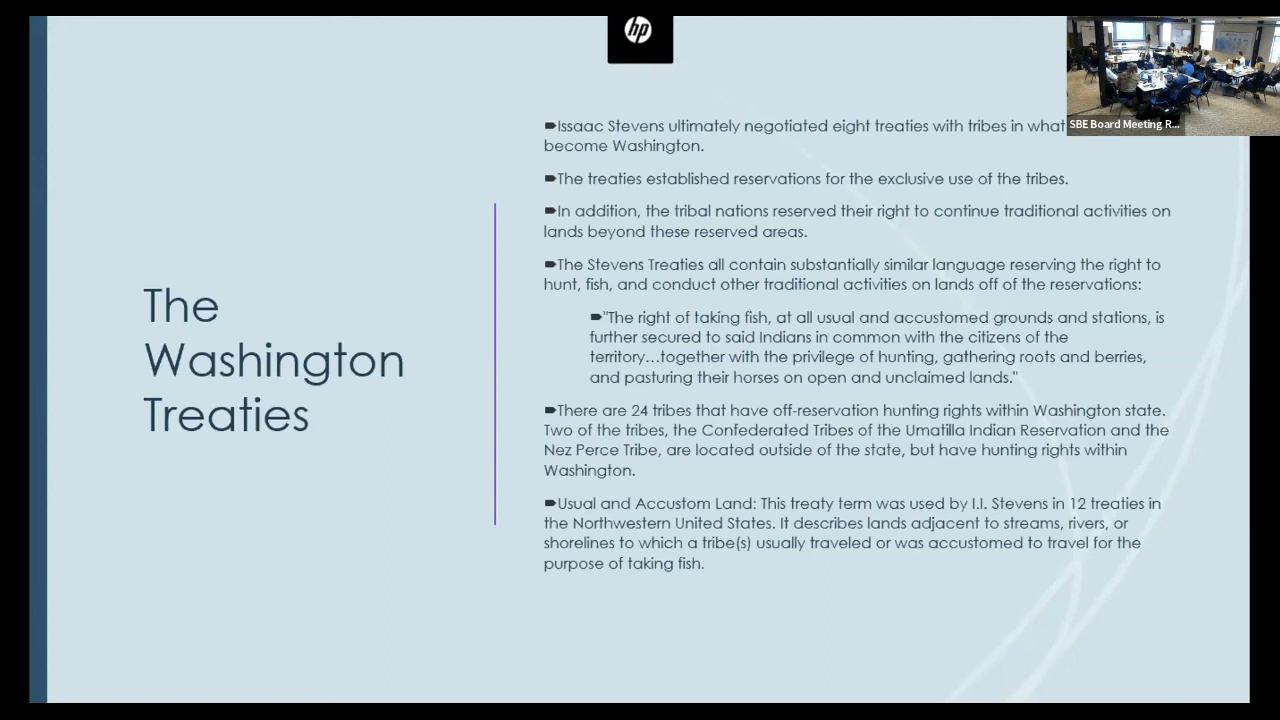 hp
SBE Board Meeting R...
The
Washington
Treaties
Issaac Stevens ultimately negotiated eight treaties with tribes in what
become Washington.
The treaties established reservations for the exclusive use of the tribes.
In addition, the tribal nations reserved their right to continue traditional activities on
lands beyond these reserved areas.
The Stevens Treaties all contain substantially similar language reserving the right to
hunt, fish, and conduct other traditional activities on lands off of the reservations:
"The right of taking fish, at all usual and accustomed grounds and stations, is
further secured to said Indians in common with the citizens of the
territory...together with the privilege of hunting, gathering roots and berries,
and pasturing their horses on open and unclaimed lands."
There are 24 tribes that have off-reservation hunting rights within Washington state.
Two of the tribes, the Confederated Tribes of the Umatilla Indian Reservation and the
Nez Perce Tribe, are located outside of the state, but have hunting rights within
Washington.
Usual and Accustom Land: This treaty term was used by I.I. Stevens in 12 treaties in
the Northwestern United States. It describes lands adjacent to streams, rivers, or
shorelines to which a tribe(s) usually traveled or was accustomed to travel for the
purpose of taking fish.